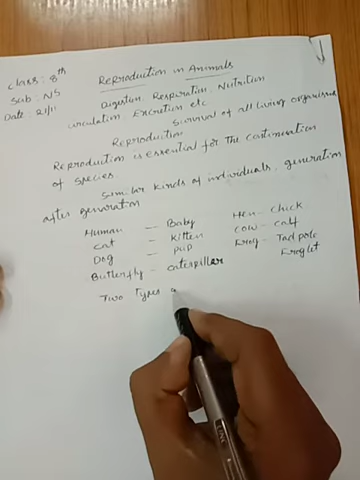 Class: 8th
Sub: NS
Date: 21/11
Reproduction in Animals
Digestion, Respiration, Nutrition
Circulation Excretion etc
Survival of all living organisms
Reproduction
Reproduction is essential for the continuation
of species.
Similar kinds of individuals, generation
after generation
Human — Baby
Cat — Kitten
Dog — Pup
Butterfly — caterpillar
Hen - chick
Cow - calf
Frog - Tadpole
Froglet
Two Types
UNI